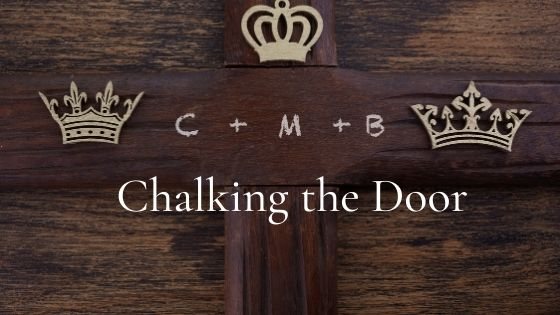 C + M + B
Chalking the Door